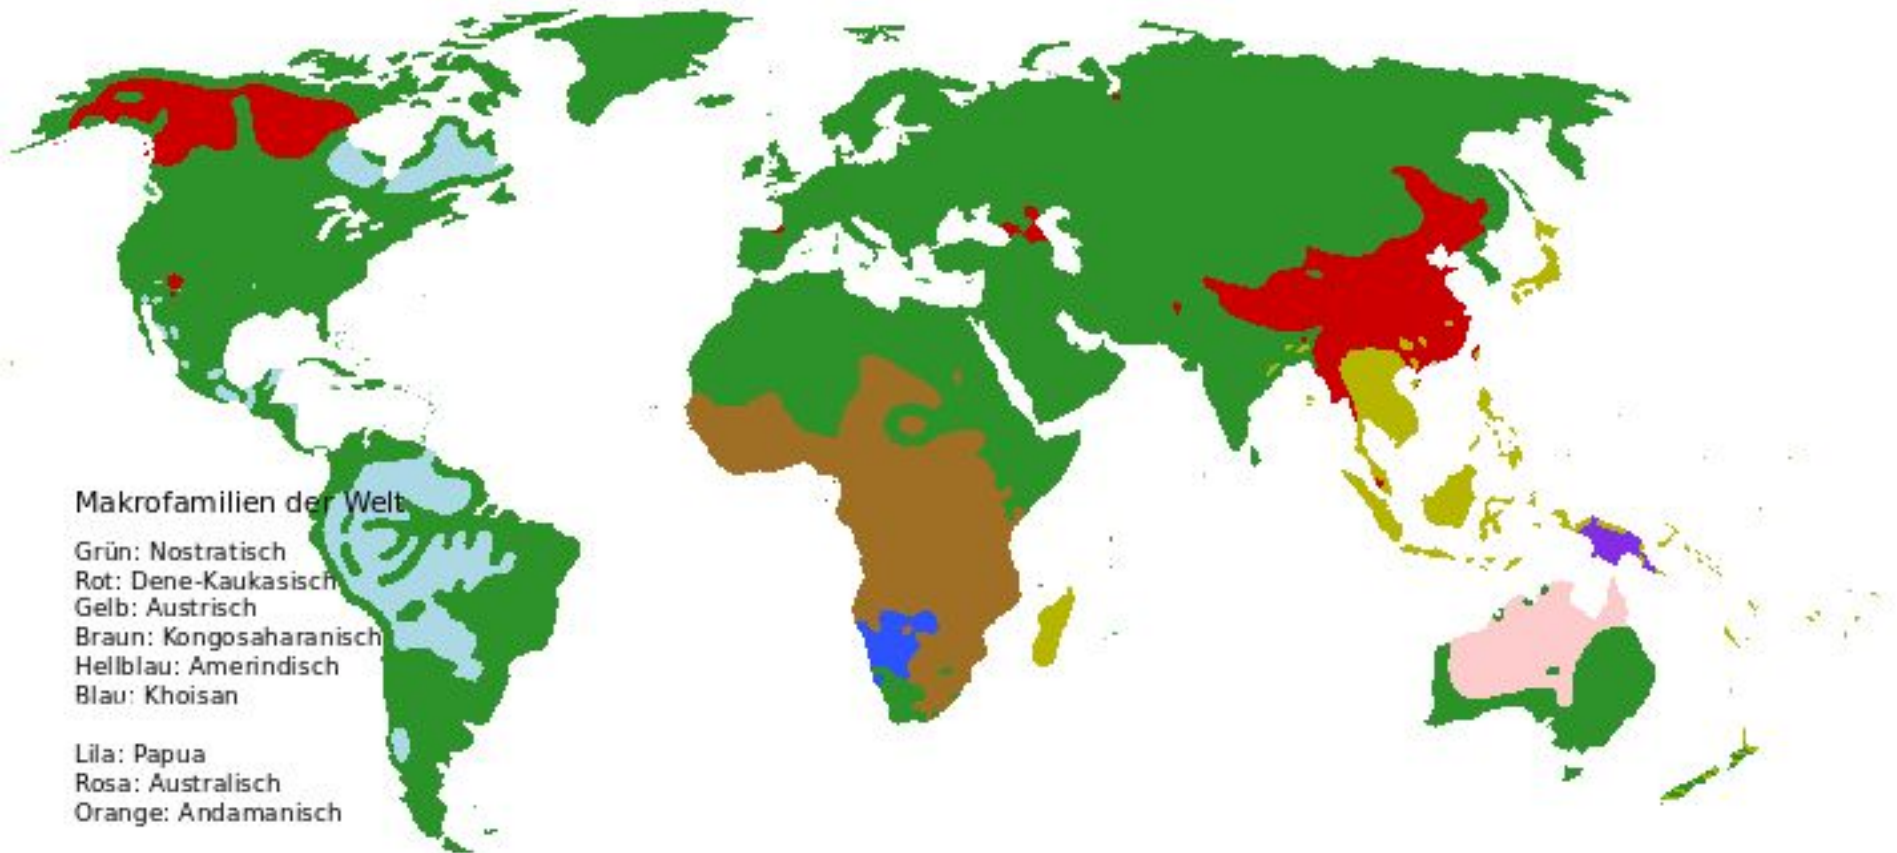 Makrofamilien der Welt
Grün: Nostratisch
Rot: Dene-Kaukasisch
Gelb: Austrisch
Braun: Kongosaharanisch
Hellblau: Amerindisch
Blau: Khoisan
Lila: Papua
Rosa: Australisch
Orange: Andamanisch